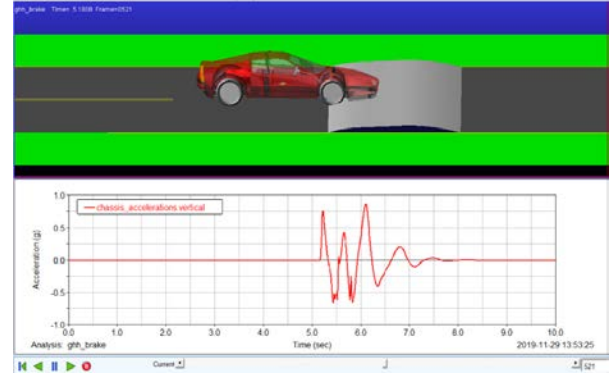 ghh_brake Time= 5.1808 Frame=0521
1.0
chassis_accelerations.vertical
0.5
Acceleration (g)
0.0
-0.5
-1.0
0.0 1.0 2.0 3.0 4.0 5.0 6.0 7.0 8.0 9.0 10.0
Analysis: ghh_brake Time (sec) 2019-11-29 13:53:25
Current 521